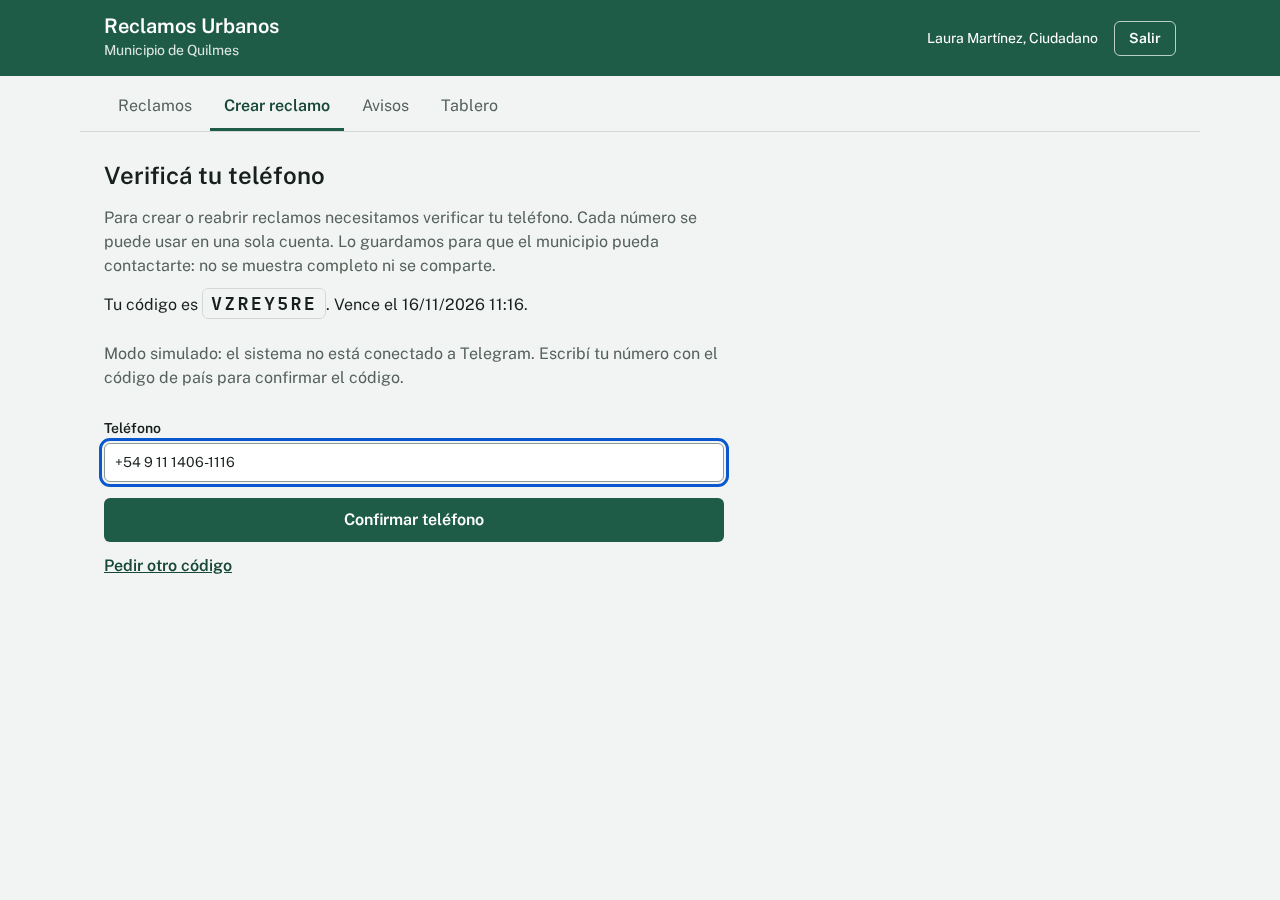 Reclamos Urbanos
Municipio de Quilmes
Laura Martínez, Ciudadano
Salir
Reclamos
Crear reclamo
Avisos
Tablero
Verificá tu teléfono
Para crear o reabrir reclamos necesitamos verificar tu teléfono. Cada número se
puede usar en una sola cuenta. Lo guardamos para que el municipio pueda
contactarte: no se muestra completo ni se comparte.
Tu código es VZREY5RE. Vence el 16/11/2026 11:16.
Modo simulado: el sistema no está conectado a Telegram. Escribí tu número con el
código de país para confirmar el código.
Teléfono
+54 9 11 1406-1116
Confirmar teléfono
Pedir otro código